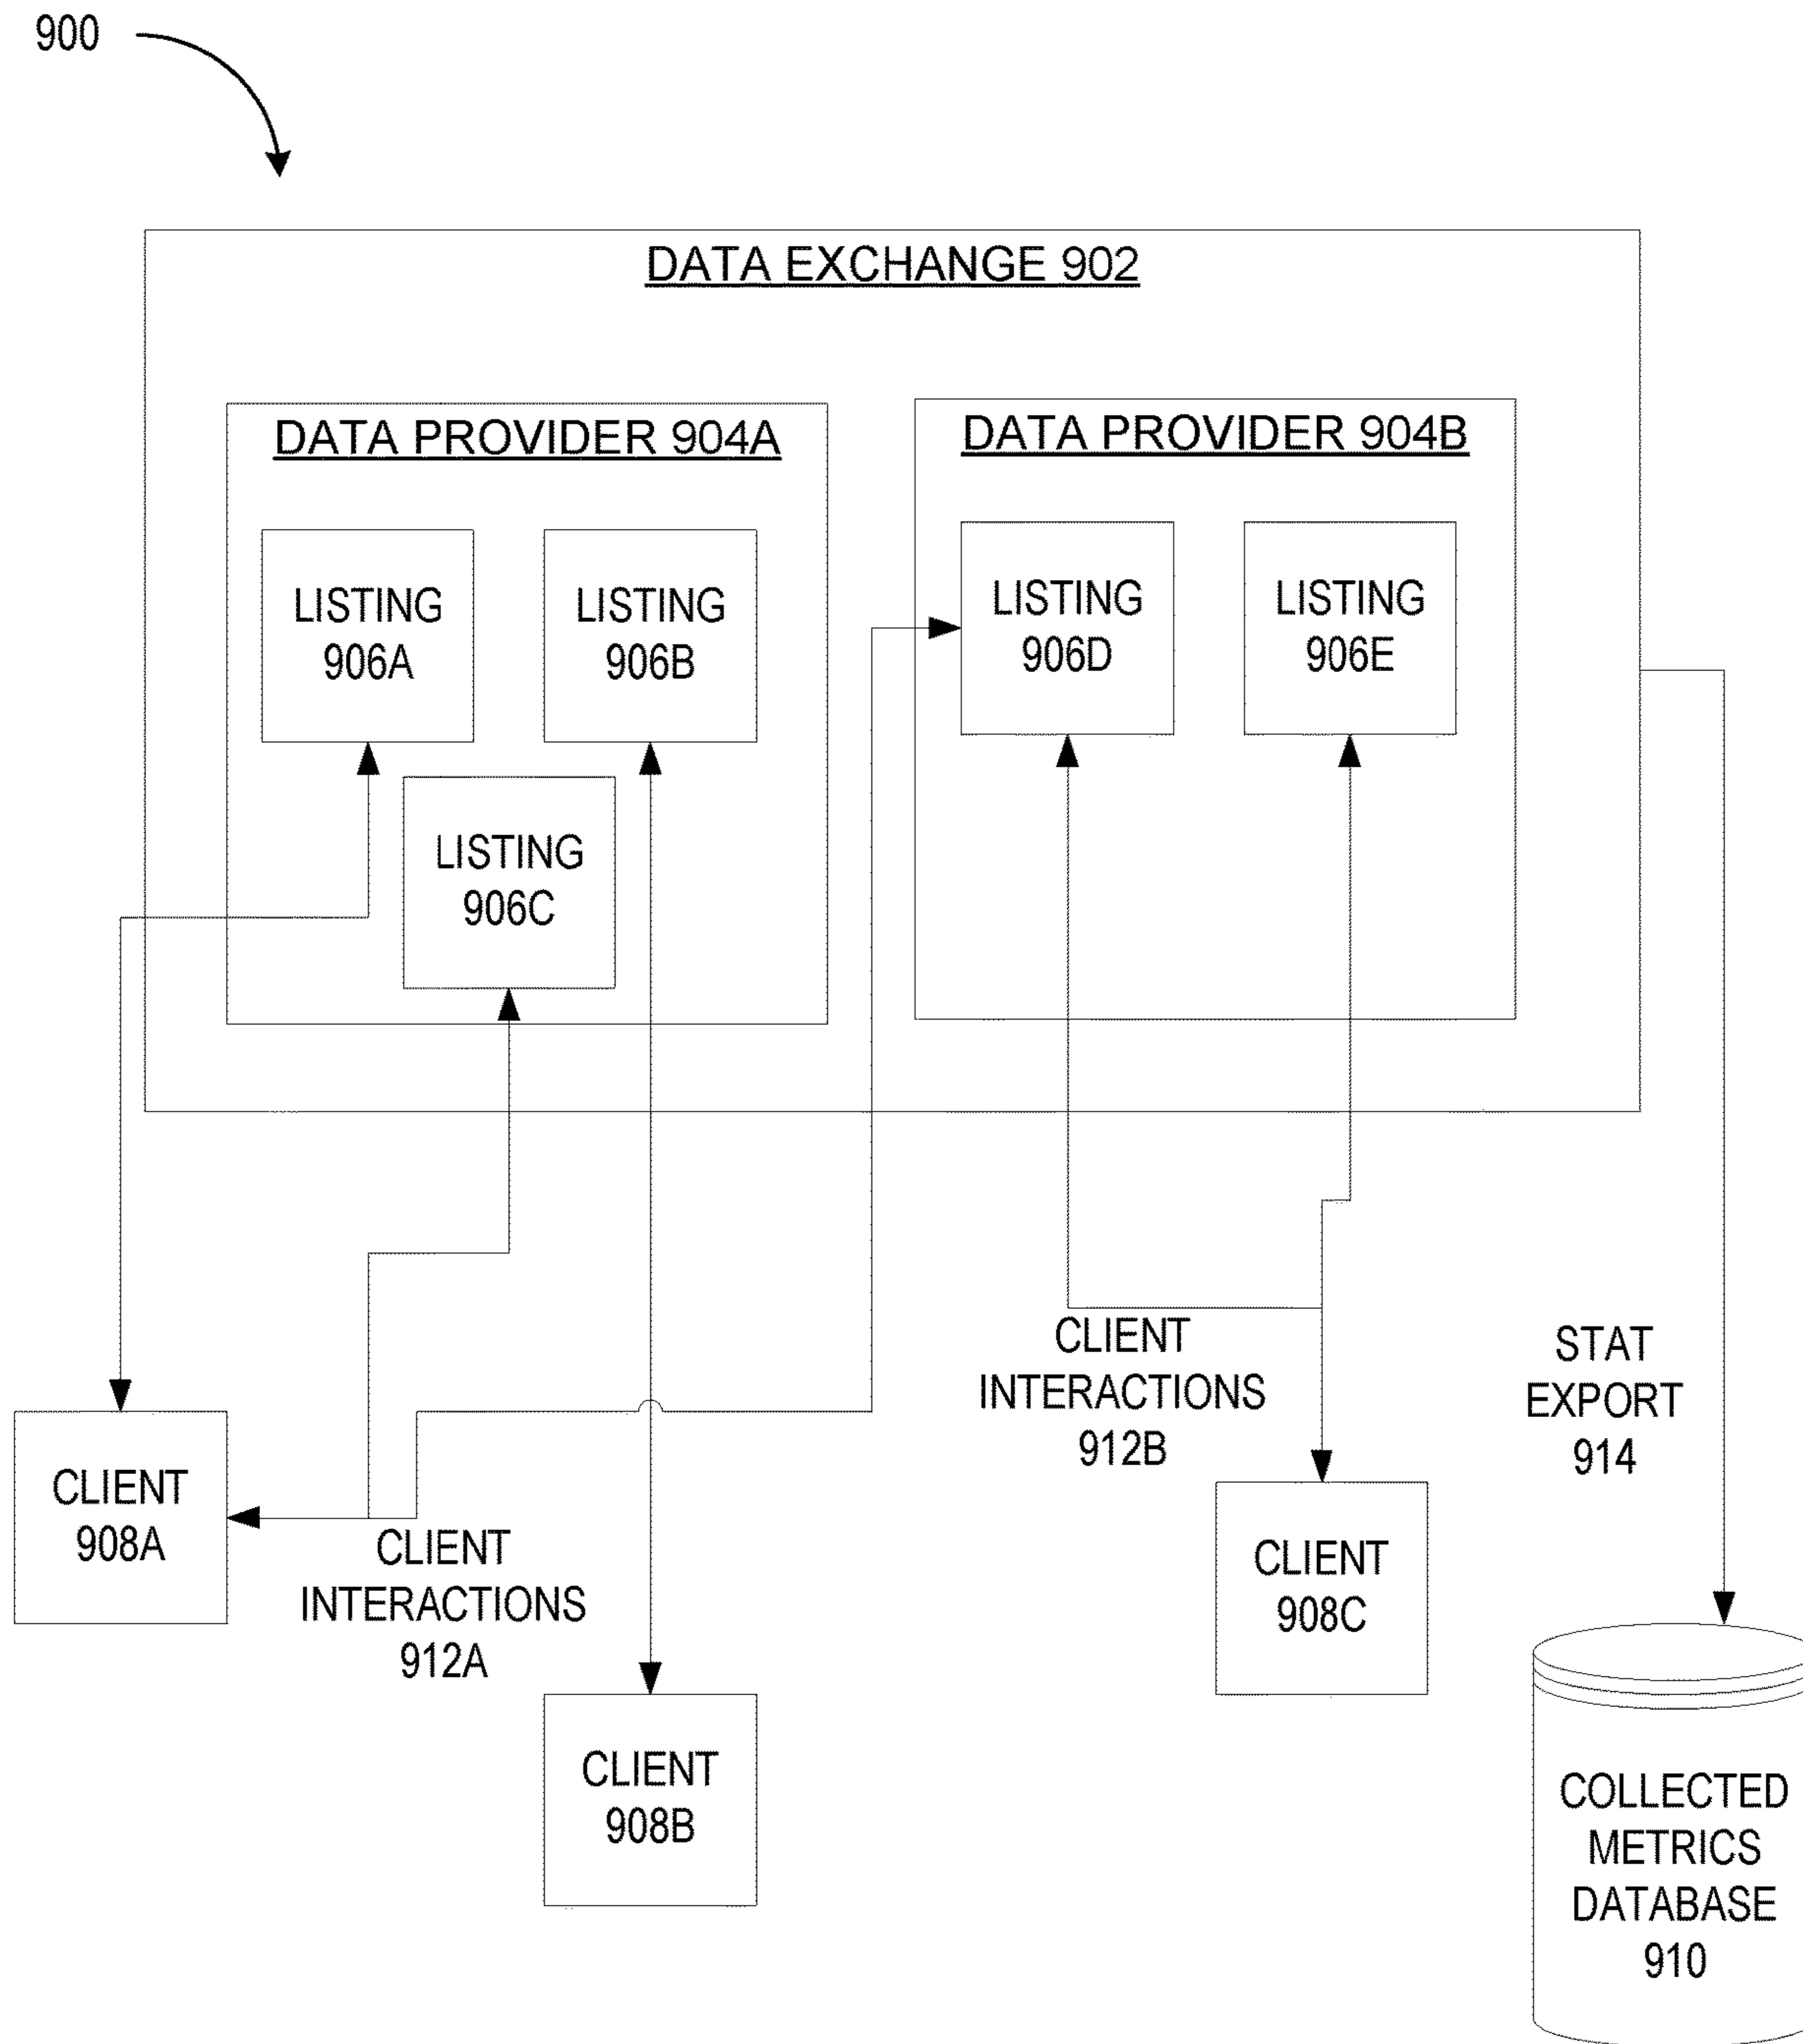 900
DATA EXCHANGE 902
DATA PROVIDER 904A
DATA PROVIDER 904B
LISTING
906A
LISTING
906B
LISTING
906C
LISTING
906D
LISTING
906E
CLIENT
INTERACTIONS
912B
STAT
EXPORT
914
CLIENT
908A
CLIENT
INTERACTIONS
912A
CLIENT
908C
CLIENT
908B
COLLECTED
METRICS
DATABASE
910